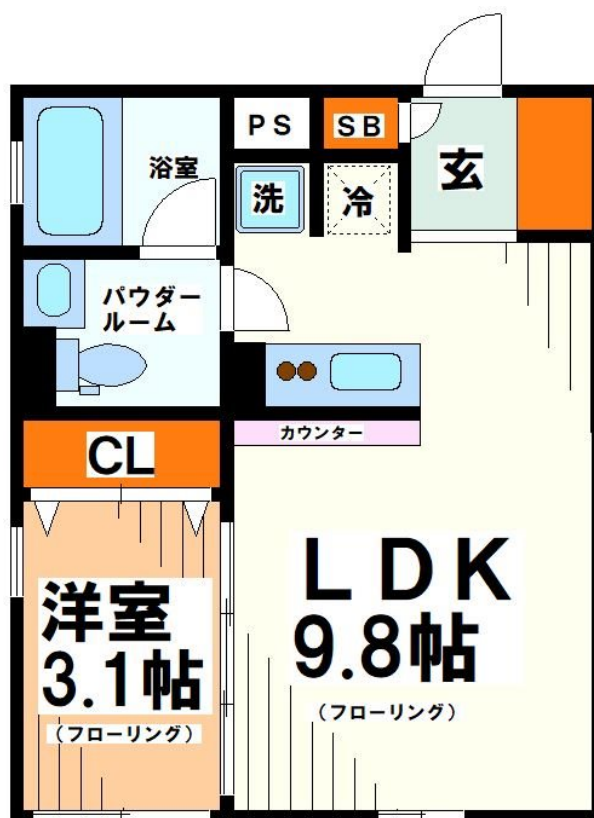 浴室
PS
SB
玄
洗
冷
パウダー
ルーム
カウンター
CL
LDK
9.8帖
(フローリング)
洋室
3.1帖
(フローリング)